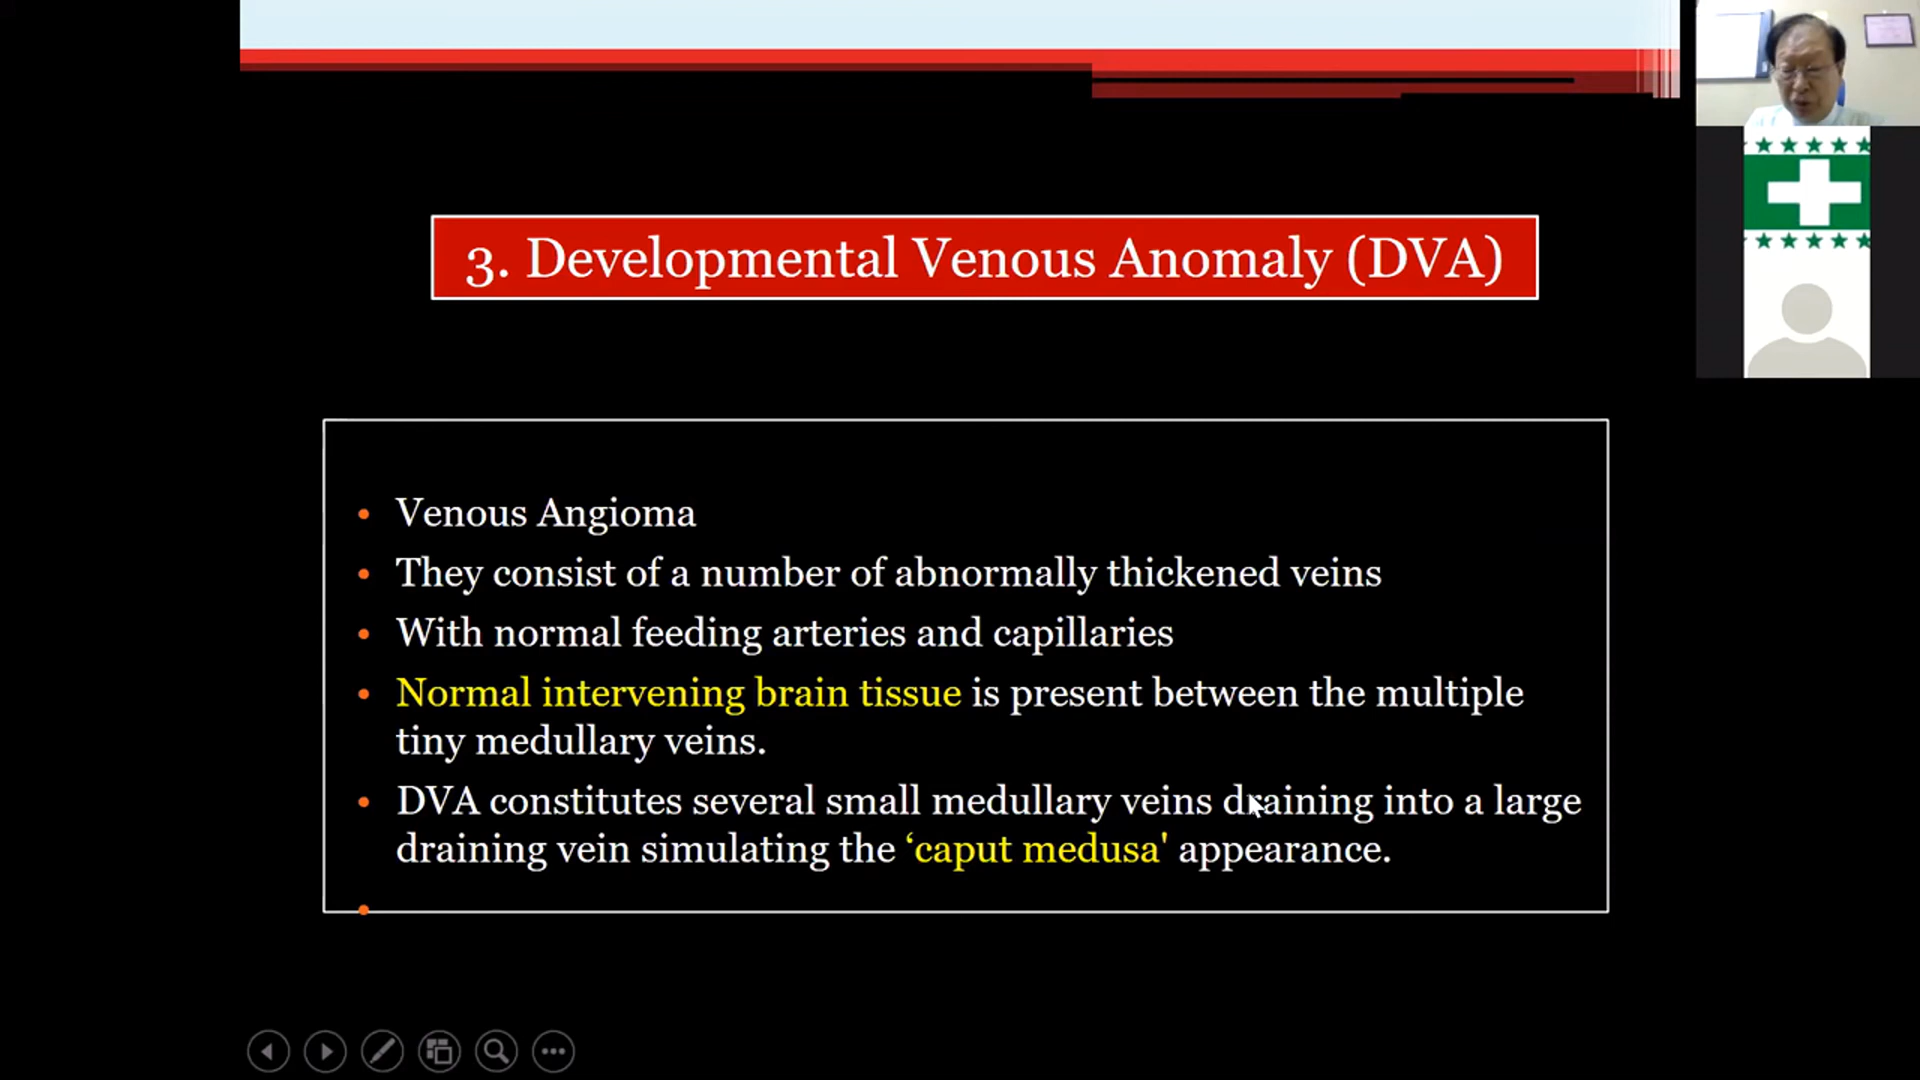 3. Developmental Venous Anomaly (DVA)
• Venous Angioma
• They consist of a number of abnormally thickened veins
• With normal feeding arteries and capillaries
• Normal intervening brain tissue is present between the multiple
tiny medullary veins.
• DVA constitutes several small medullary veins draining into a large
draining vein simulating the ‘caput medusa' appearance.
•